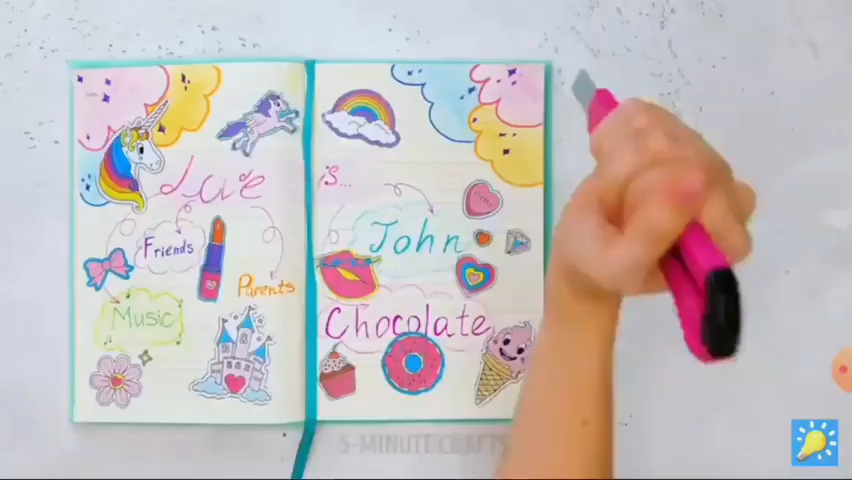 Love
is...
Friends
John
Parents
Music
Chocolate
5-MINUTE CRAFTS